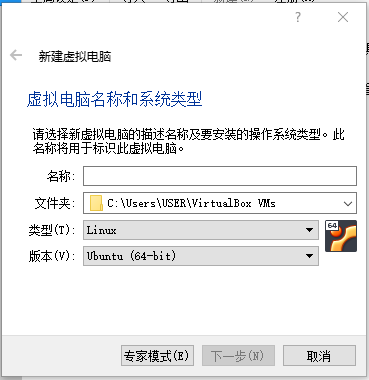 ?
新建虚拟电脑
虚拟电脑名称和系统类型
请选择新虚拟电脑的描述名称及要安装的操作系统类型。此
名称将用于标识此虚拟电脑。
名称:
文件夹: C:\Users\USER\VirtualBox VMs
类型(T): Linux 64
版本(V): Ubuntu (64-bit)
专家模式(E) 下一步(N) 取消